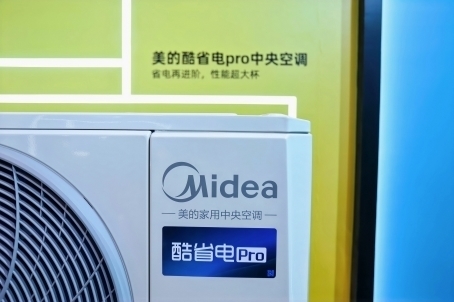 美的酷省电pro中央空调
省电再进阶，性能超大杯
Midea
美的家用中央空调
酷省电Pro